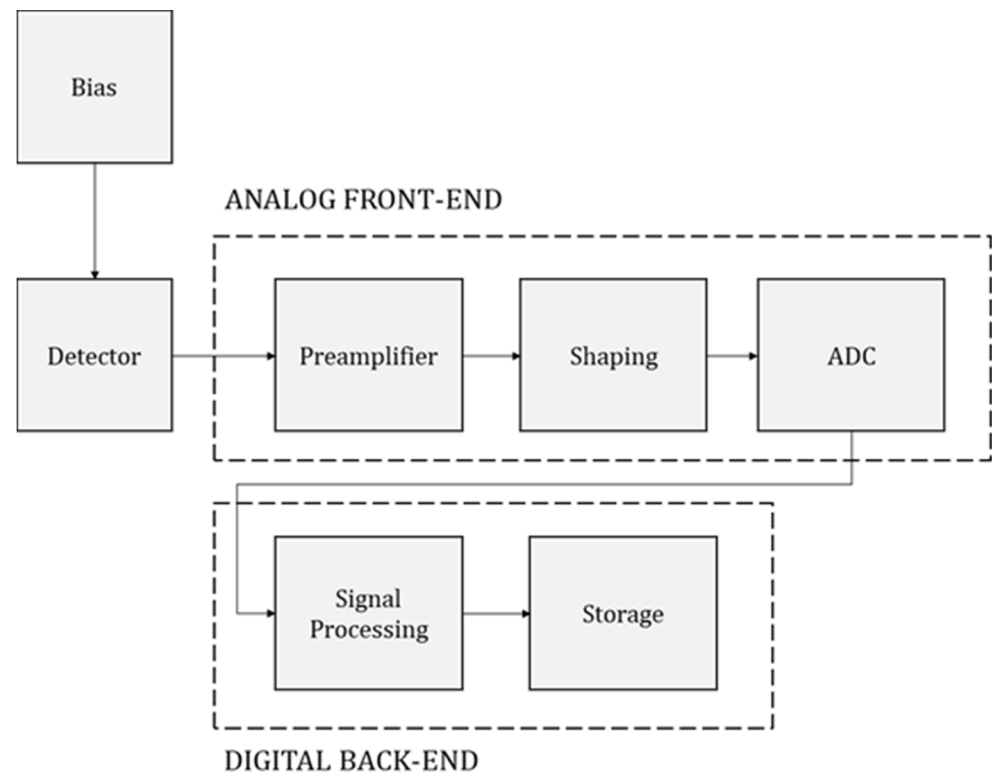 Bias
ANALOG FRONT-END
Detector
Preamplifier
Shaping
ADC
Signal
Processing
Storage
DIGITAL BACK-END